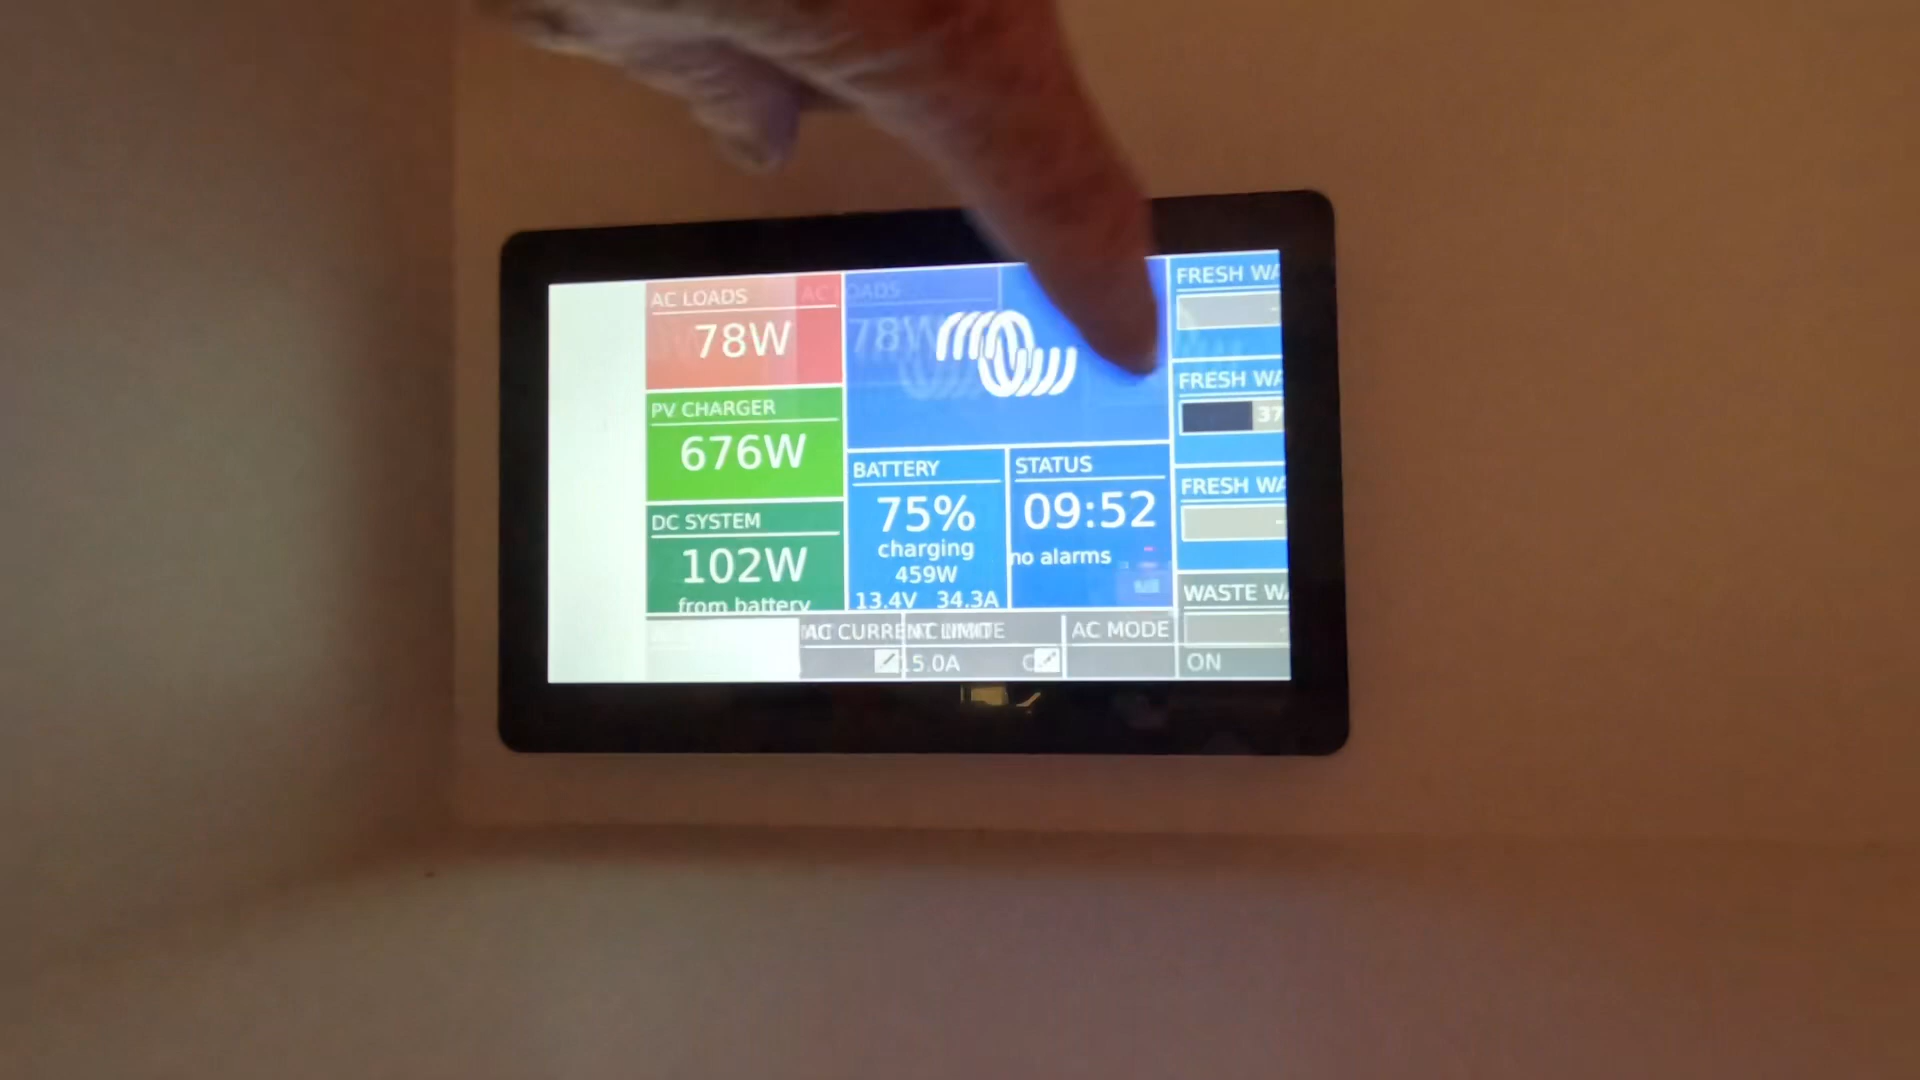 AC LOADS
78W
PV CHARGER
676W
DC SYSTEM
102W
from battery
AC LOADS
78W
BATTERY
75%
charging
459W
13.4V 34.3A
STATUS
09:52
no alarms
FRESH WA
FRESH WA
37
FRESH WA
WASTE WA
AC CURRENT LIMIT
15.0A
AC MODE
ON